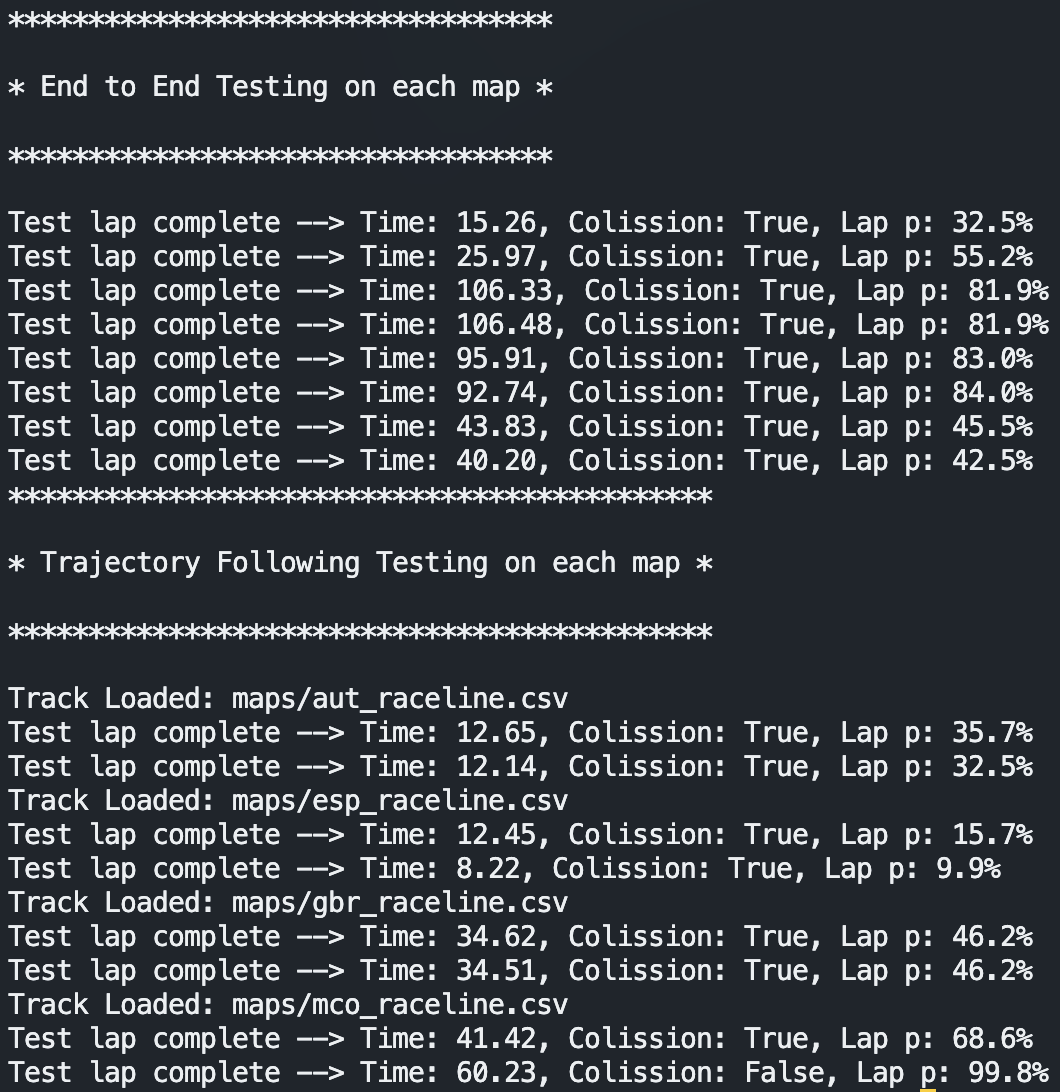 **********************************
* End to End Testing on each map *
**********************************
Test lap complete --> Time: 15.26, Colission: True, Lap p: 32.5%
Test lap complete --> Time: 25.97, Colission: True, Lap p: 55.2%
Test lap complete --> Time: 106.33, Colission: True, Lap p: 81.9%
Test lap complete --> Time: 106.48, Colission: True, Lap p: 81.9%
Test lap complete --> Time: 95.91, Colission: True, Lap p: 83.0%
Test lap complete --> Time: 92.74, Colission: True, Lap p: 84.0%
Test lap complete --> Time: 43.83, Colission: True, Lap p: 45.5%
Test lap complete --> Time: 40.20, Colission: True, Lap p: 42.5%
********************************************
* Trajectory Following Testing on each map *
********************************************
Track Loaded: maps/aut_raceline.csv
Test lap complete --> Time: 12.65, Colission: True, Lap p: 35.7%
Test lap complete --> Time: 12.14, Colission: True, Lap p: 32.5%
Track Loaded: maps/esp_raceline.csv
Test lap complete --> Time: 12.45, Colission: True, Lap p: 15.7%
Test lap complete --> Time: 8.22, Colission: True, Lap p: 9.9%
Track Loaded: maps/gbr_raceline.csv
Test lap complete --> Time: 34.62, Colission: True, Lap p: 46.2%
Test lap complete --> Time: 34.51, Colission: True, Lap p: 46.2%
Track Loaded: maps/mco_raceline.csv
Test lap complete --> Time: 41.42, Colission: True, Lap p: 68.6%
Test lap complete --> Time: 60.23, Colission: False, Lap p: 99.8%